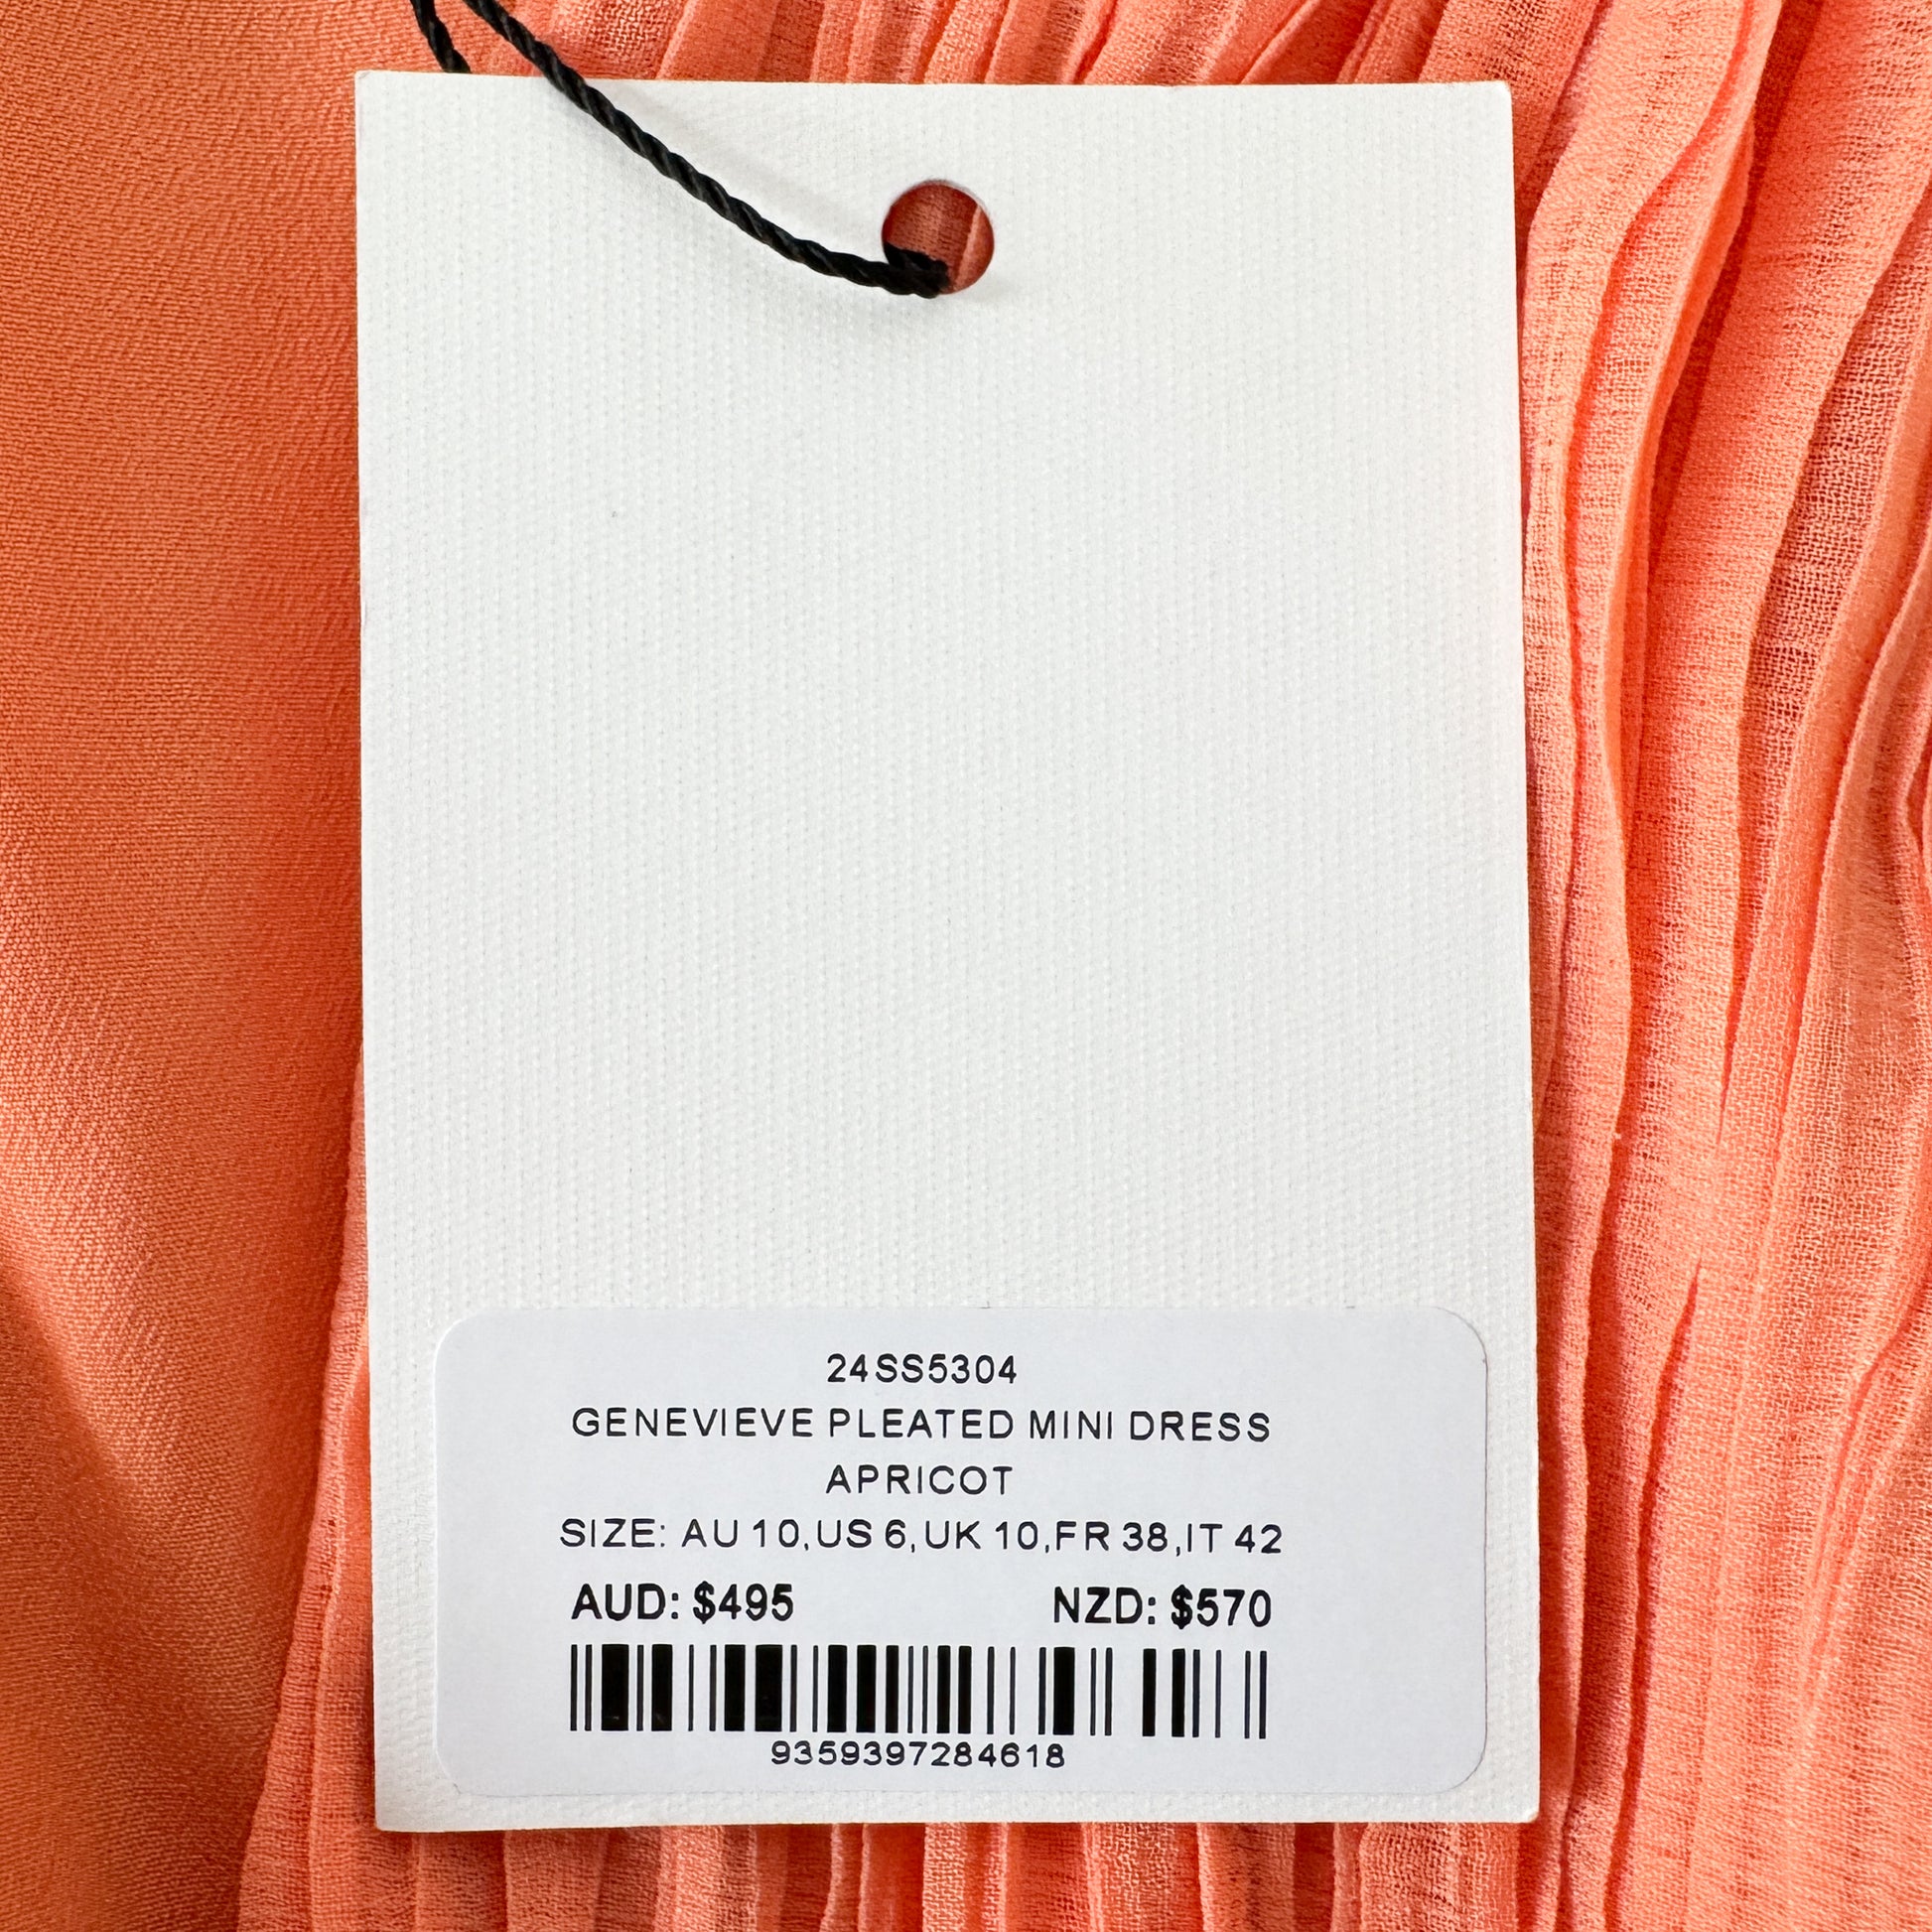 24SS5304
GENEVIEVE PLEATED MINI DRESS
APRICOT
SIZE: AU 10,US 6,UK 10,FR 38,IT 42
AUD: $495 NZD: $570
9359397284618